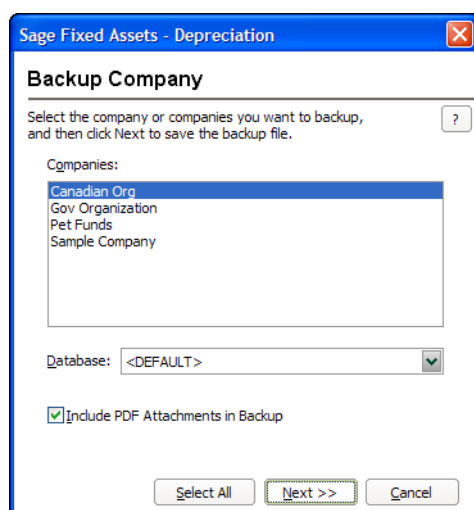 Sage Fixed Assets - Depreciation
Backup Company
Select the company or companies you want to backup,
and then click Next to save the backup file.
?
Companies:
Canadian Org
Gov Organization
Pet Funds
Sample Company
Database: <DEFAULT>
Include PDF Attachments in Backup
Select All Next >> Cancel